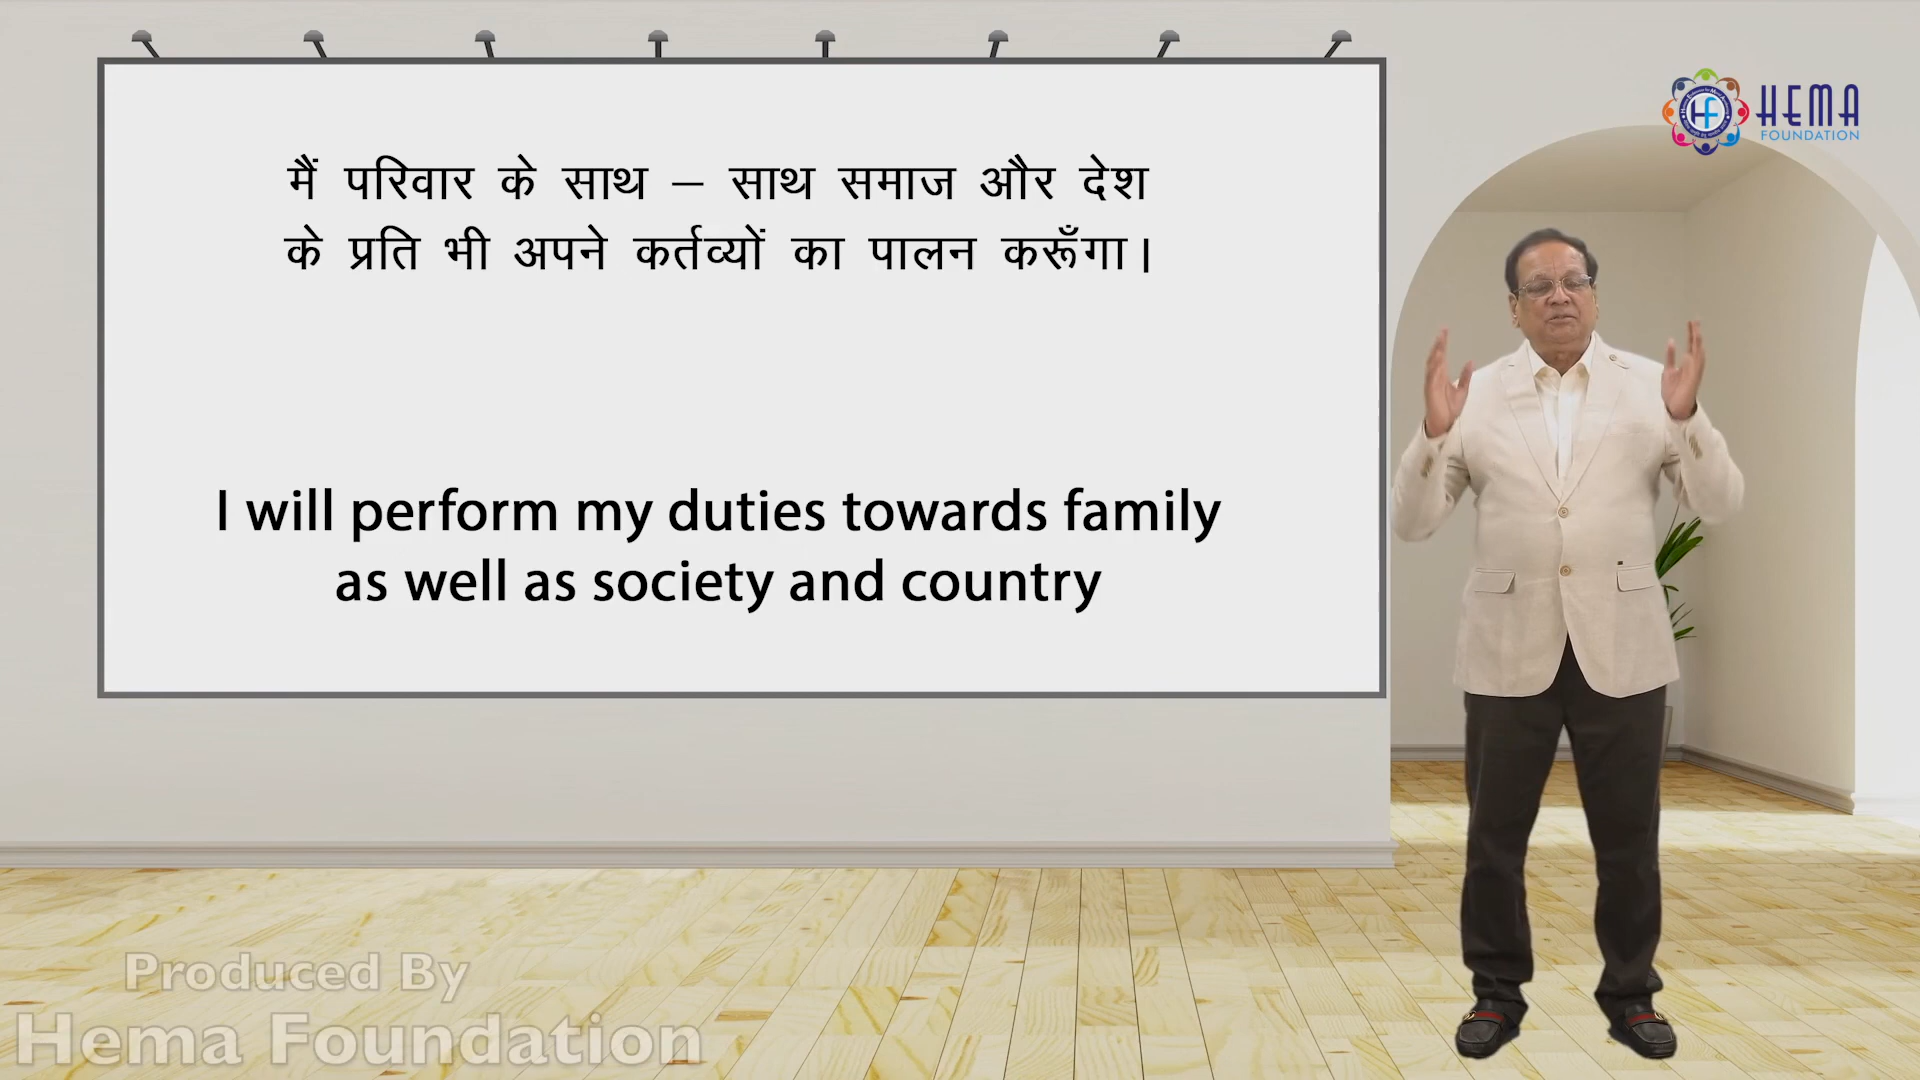 HEMA
FOUNDATION
मैं परिवार के साथ – साथ समाज और देश
के प्रति भी अपने कर्तव्यों का पालन करूँगा।
I will perform my duties towards family
as well as society and country
Produced By
Hema Foundation